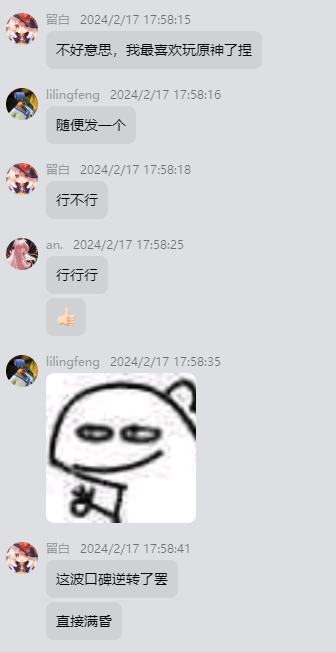 留白 2024/2/17 17:58:15
不好意思，我最喜欢玩原神了捏
lilingfeng 2024/2/17 17:58:16
随便发一个
留白 2024/2/17 17:58:18
行不行
an. 2024/2/17 17:58:25
行行行
lilingfeng 2024/2/17 17:58:35
留白 2024/2/17 17:58:41
这波口碑逆转了罢
直接满昏